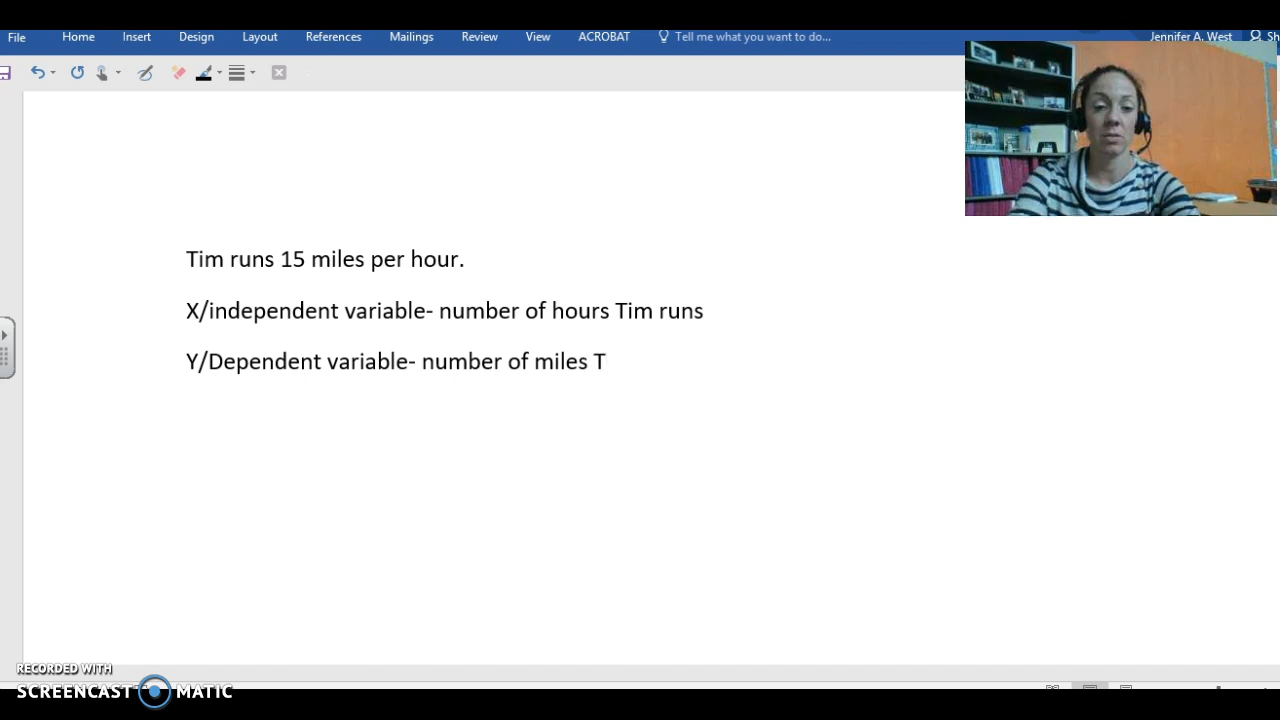 File Home Insert Design Layout References Mailings Review View ACROBAT Tell me what you want to do... Jennifer A. West Sh
Tim runs 15 miles per hour.
X/independent variable- number of hours Tim runs
Y/Dependent variable- number of miles T
RECORDED WITH
SCREENCAST MATIC